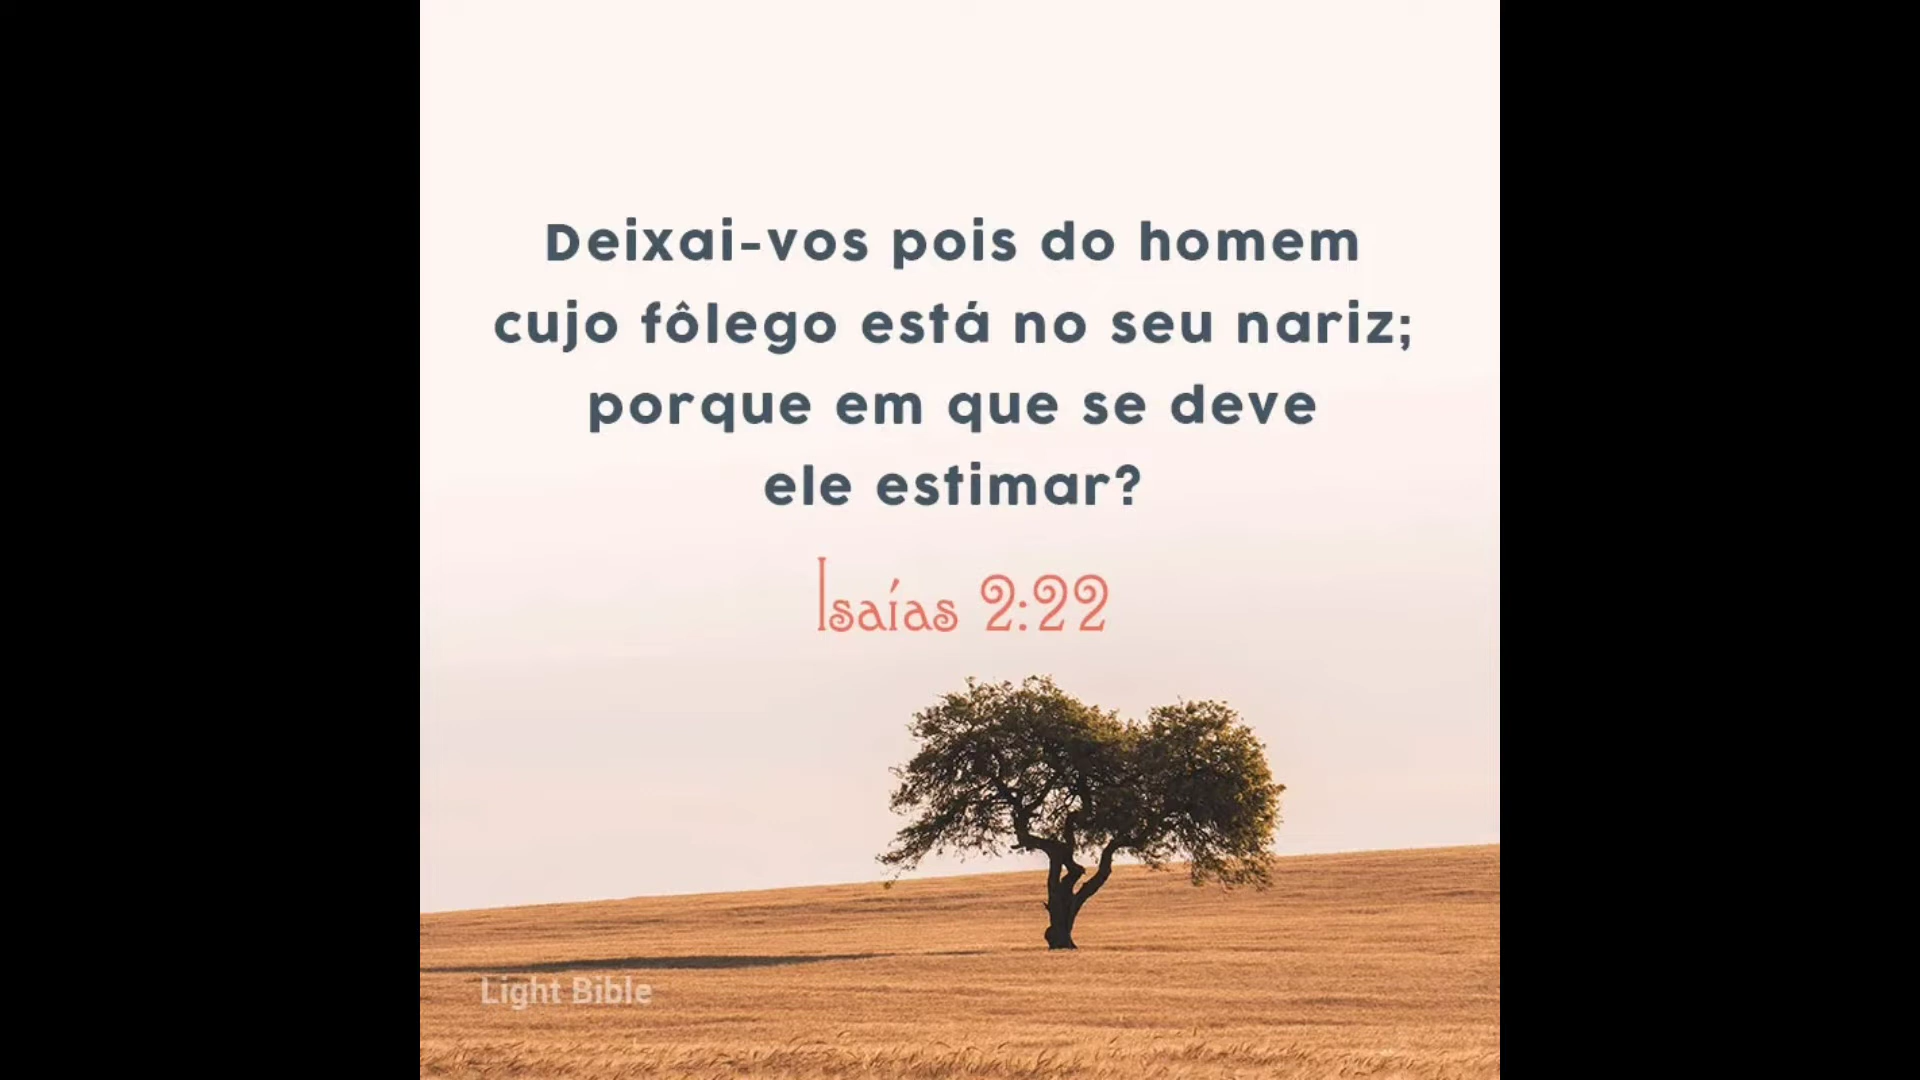 Deixai-vos pois do homem
cujo fôlego está no seu nariz;
porque em que se deve
ele estimar?
Isaías 2:22
Light Bible